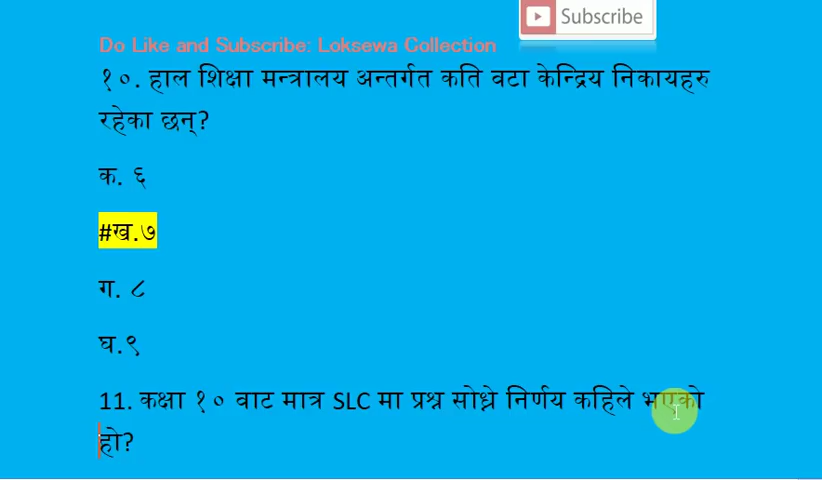 Subscribe
Do Like and Subscribe: Loksewa Collection
१०. हाल शिक्षा मन्त्रालय अन्तर्गत कति वटा केन्द्रिय निकायहरु
रहेका छन्?
क. ६
#ख.७
ग. ८
घ.९
11. कक्षा १० बाट मात्र SLC मा प्रश्न सोध्ने निर्णय कहिले भएको
हो?